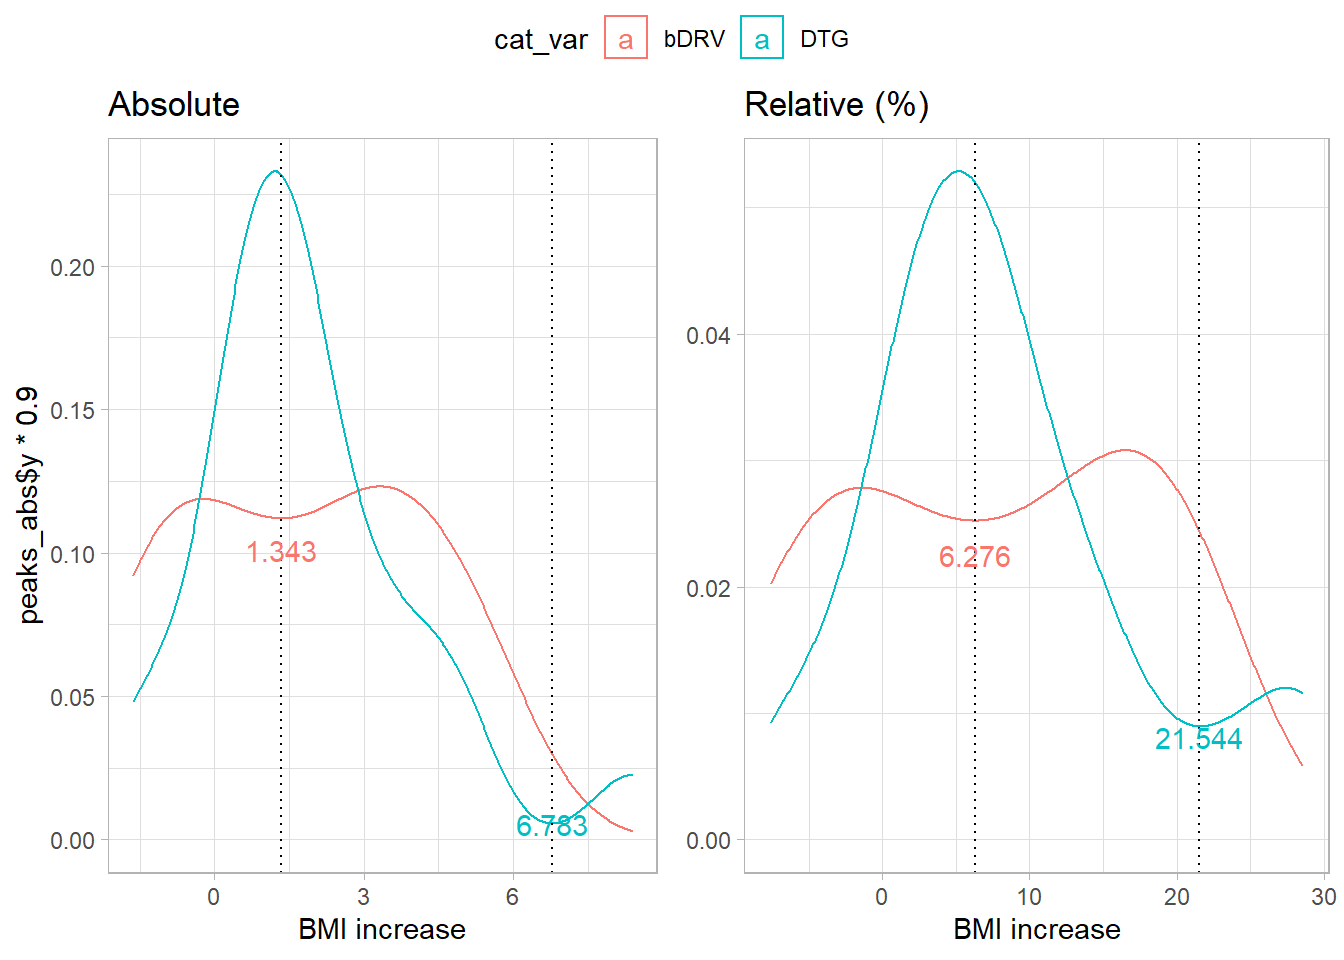 cat_var a bDRV a DTG
Absolute
Relative (%)
peaks_abs$y * 0.9
0.20
0.15
0.10
0.05
0.00
1.343
6.783
0 3 6
BMI increase
0.04
0.02
0.00
6.276
21.544
0 10 20 30
BMI increase